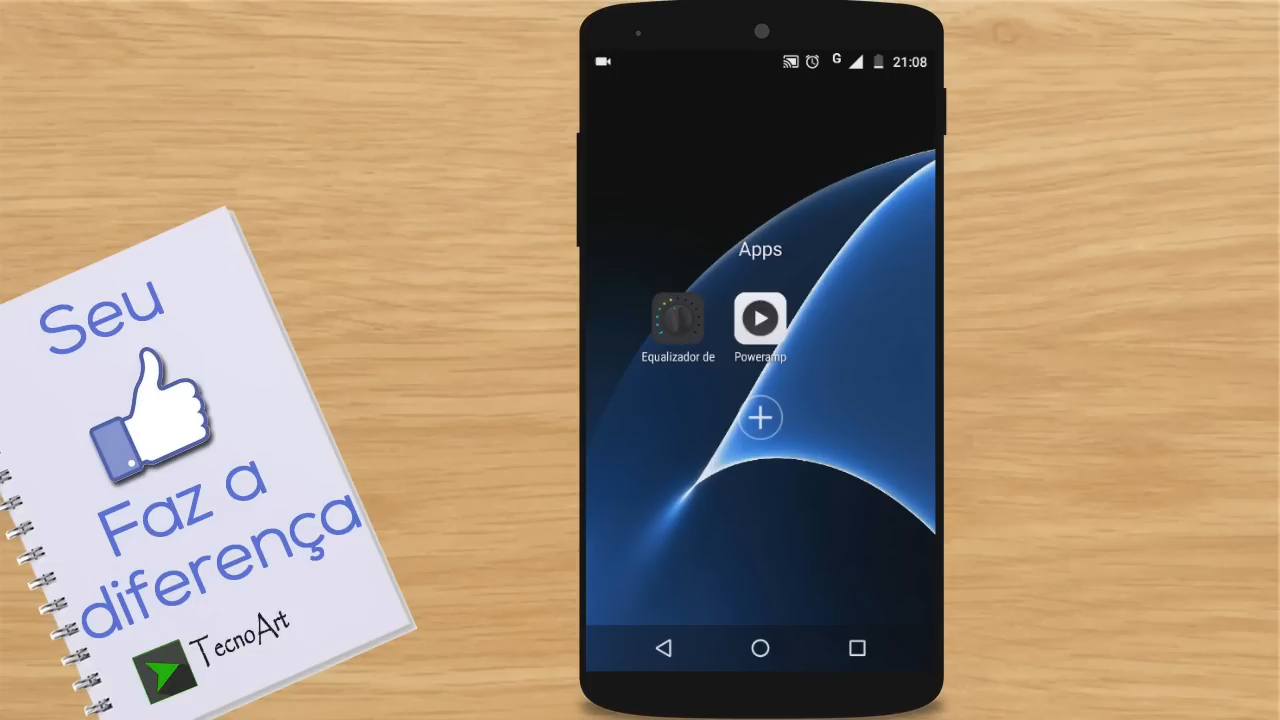 Seu
Faz a
diferença
TecnoArt
G
21:08
Apps
Equalizador de
Poweramp